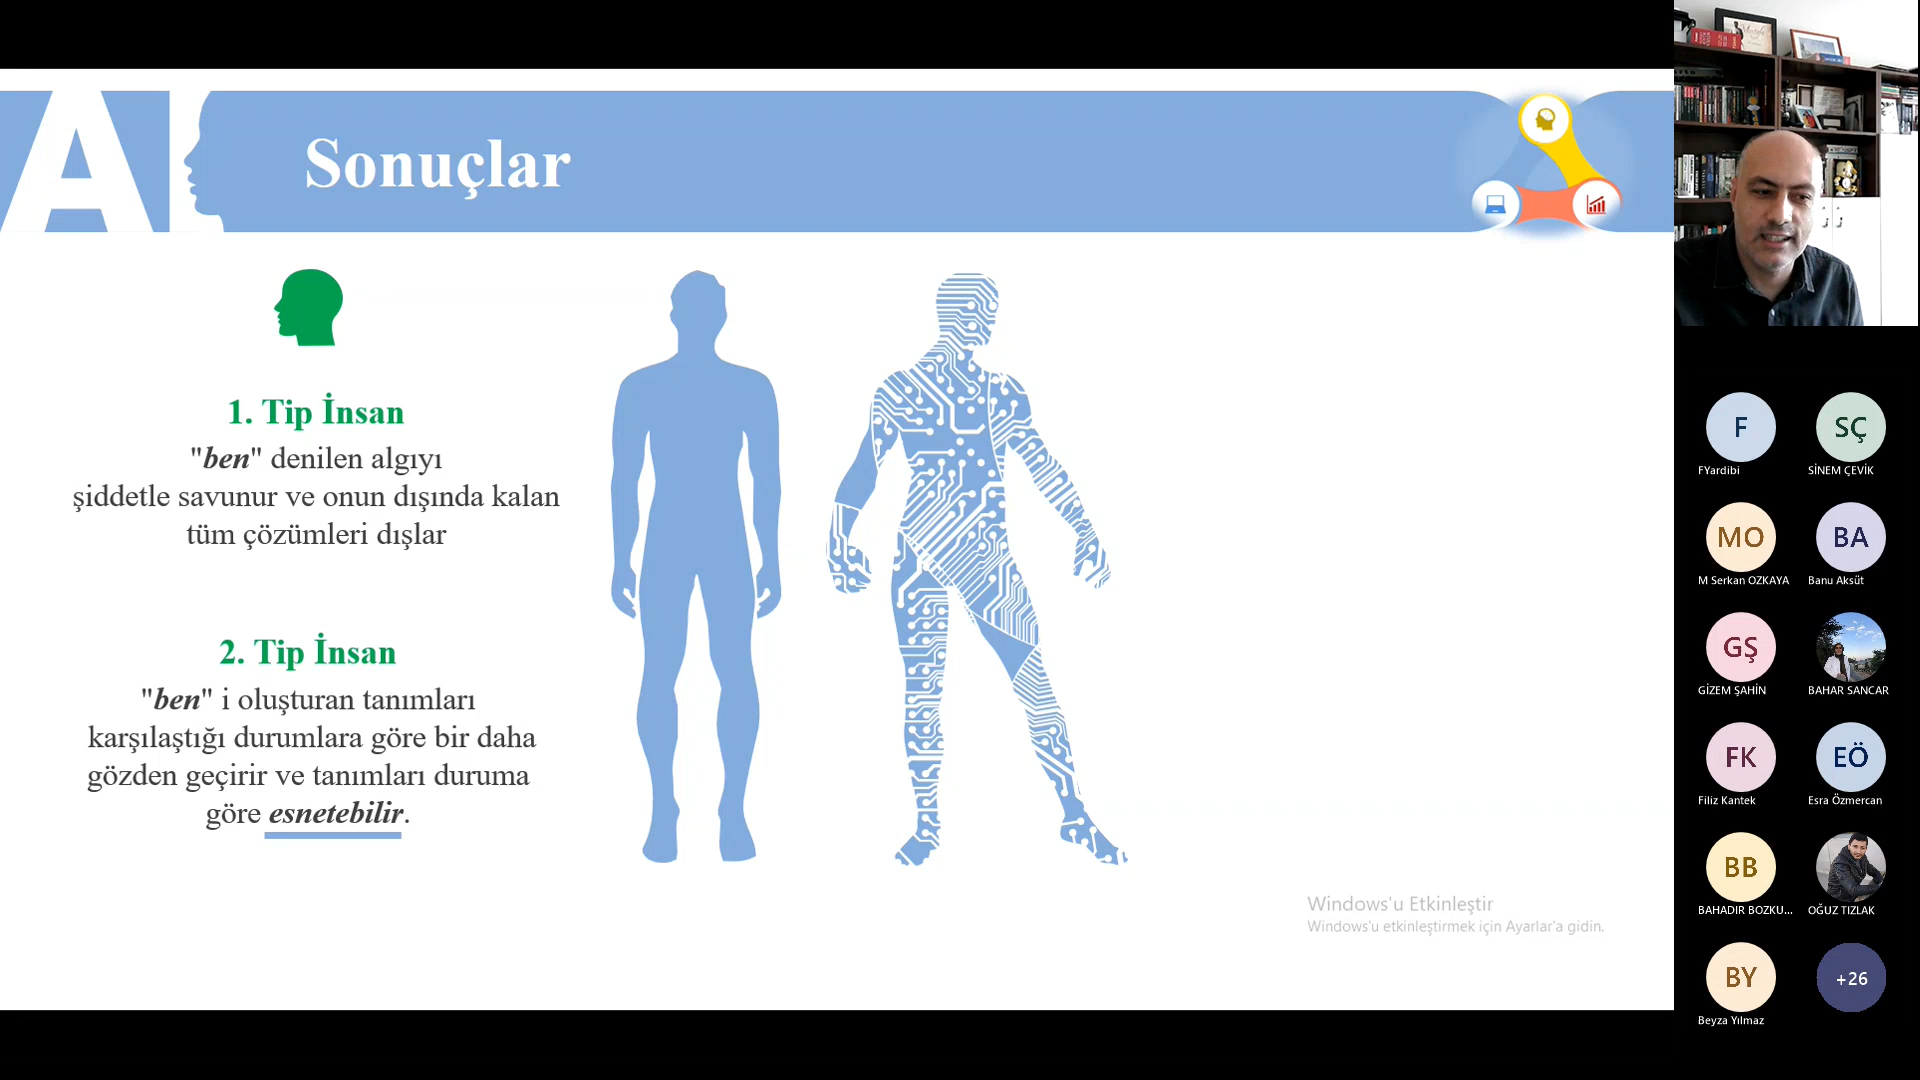 AI
Sonuçlar
1. Tip İnsan
"ben" denilen algıyı
şiddetle savunur ve onun dışında kalan
tüm çözümleri dışlar
2. Tip İnsan
"ben" i oluşturan tanımları
karşılaştığı durumlara göre bir daha
gözden geçirir ve tanımları duruma
göre esnetebilir.
Windows'u Etkinleştir
Windows'u etkinleştirmek için Ayarlar'a gidin.
F
FYardibi
SÇ
SİNEM ÇEVİK
MO
M Serkan OZKAYA
BA
Banu Aksüt
GŞ
GİZEM ŞAHİN
BAHAR SANCAR
FK
Filiz Kantek
EÖ
Esra Özmercan
BB
BAHADIR BOZKU...
OĞUZ TIZLAK
BY
Beyza Yılmaz
+26